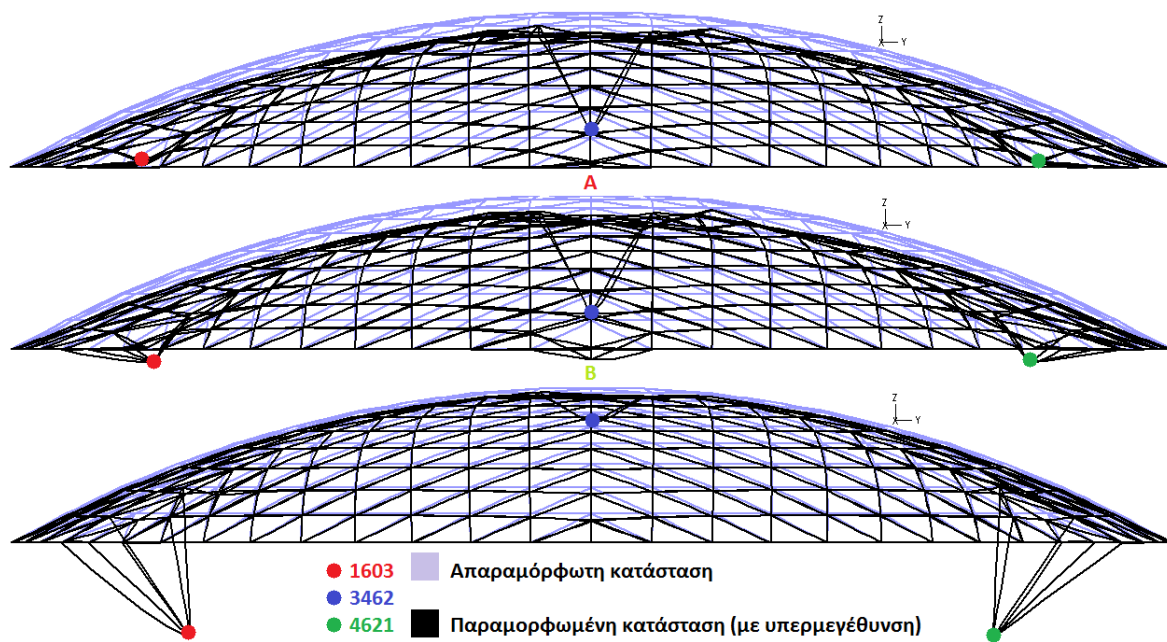 Z
X Y
A
Z
X Y
B
Z
X Y
1603 Απαραμόρφωτη κατάσταση
3462
4621 Παραμορφωμένη κατάσταση (με υπερμεγέθυνση)